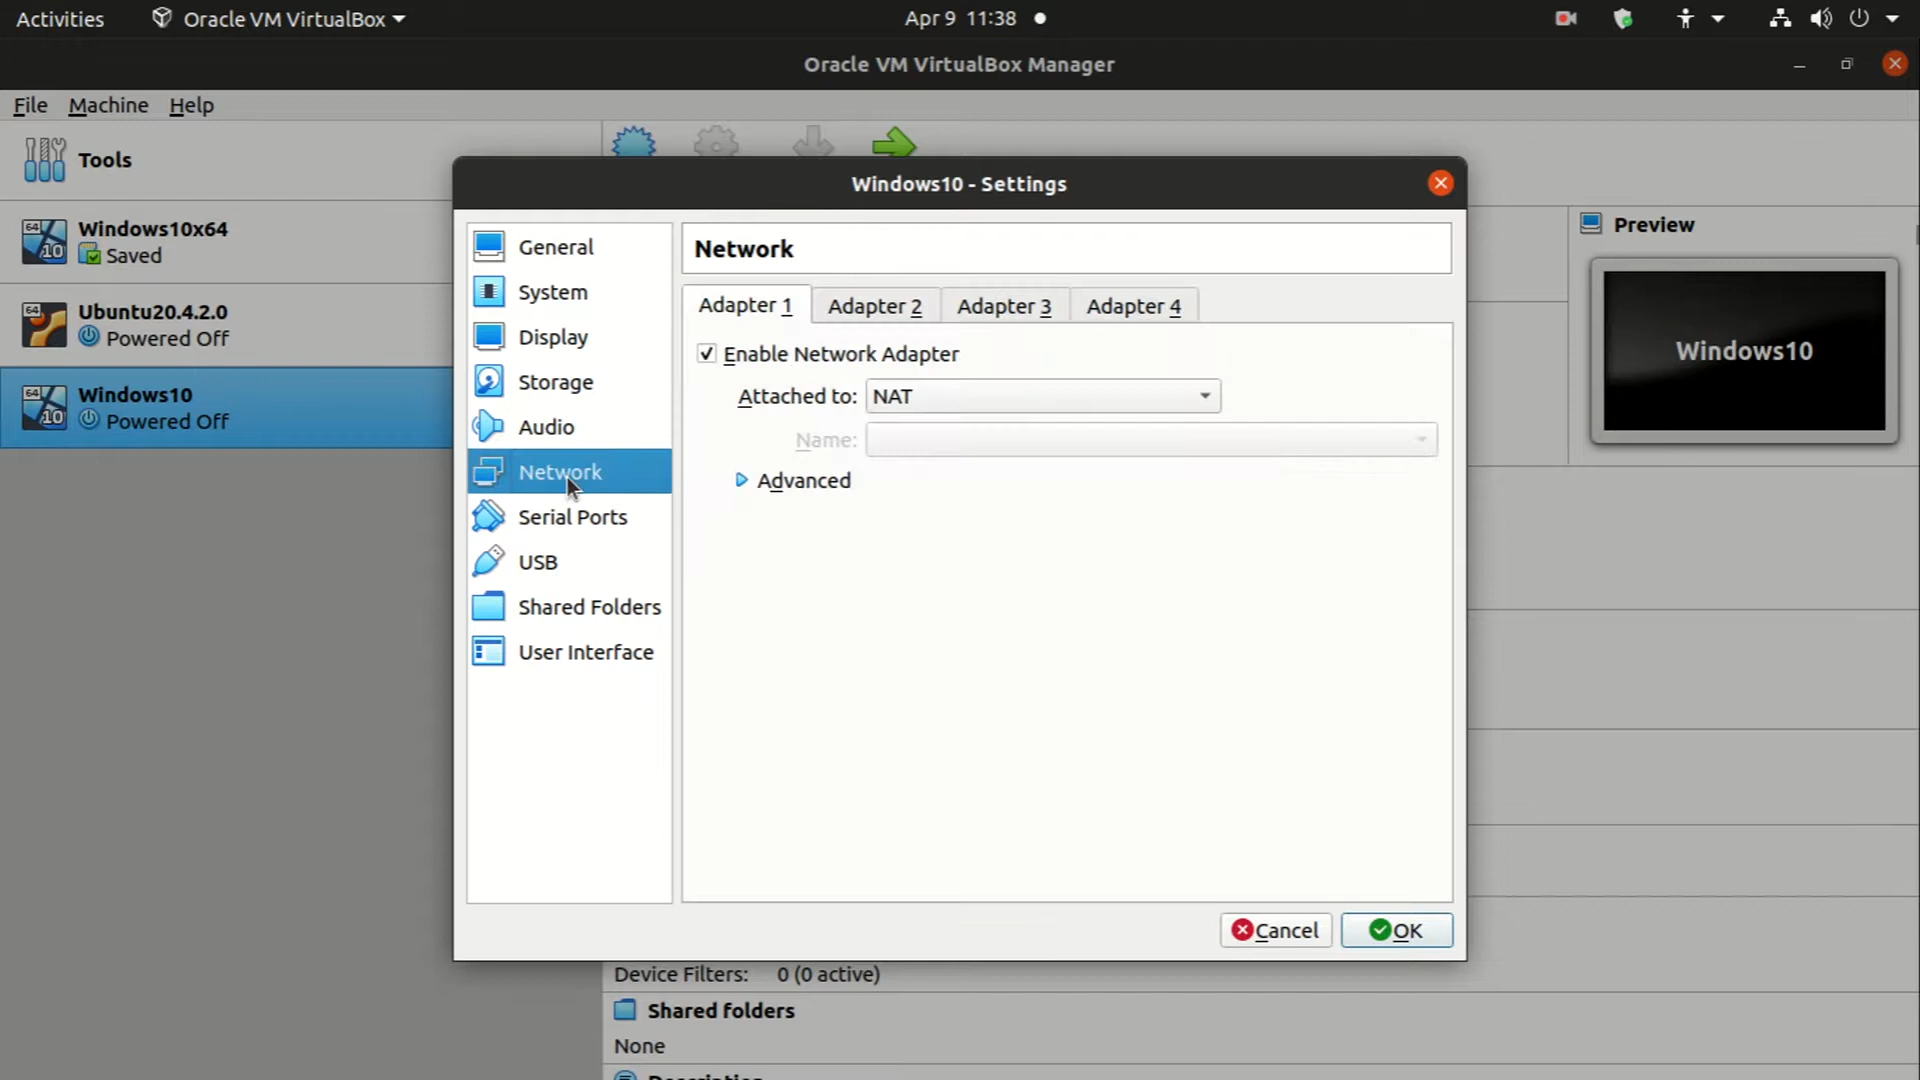 Activities
Oracle VM VirtualBox
Apr 9 11:38
Oracle VM VirtualBox Manager
File Machine Help
Tools
Windows10x64
Saved
Ubuntu20.4.2.0
Powered Off
Windows10
Powered Off
Windows10 - Settings
General
System
Display
Storage
Audio
Network
Serial Ports
USB
Shared Folders
User Interface
Network
Adapter 1 Adapter 2 Adapter 3 Adapter 4
Enable Network Adapter
Attached to: NAT
Name:
Advanced
Cancel OK
Preview
Windows10
Device Filters: 0 (0 active)
Shared folders
None